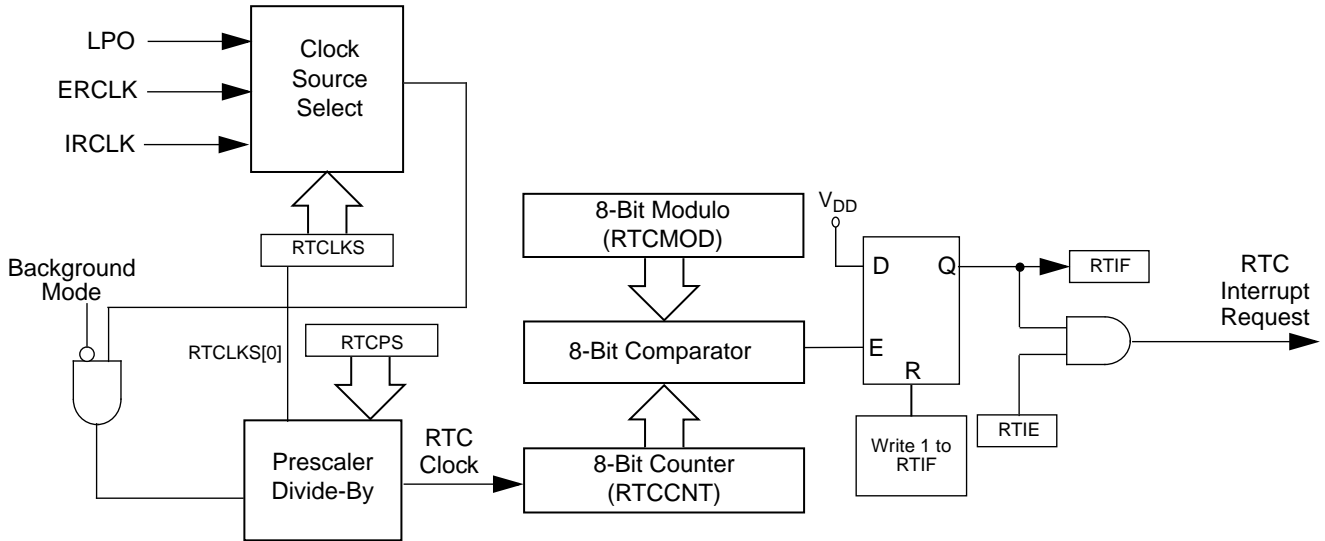 LPO
ERCLK
IRCLK
Clock
Source
Select
RTCLKS
Background
Mode
RTCLKS[0]
RTCPS
Prescaler
Divide-By
RTC
Clock
8-Bit Modulo
(RTCMOD)
8-Bit Comparator
8-Bit Counter
(RTCCNT)
VDD
D
Q
E
R
Write 1 to
RTIF
RTIF
RTIE
RTC
Interrupt
Request